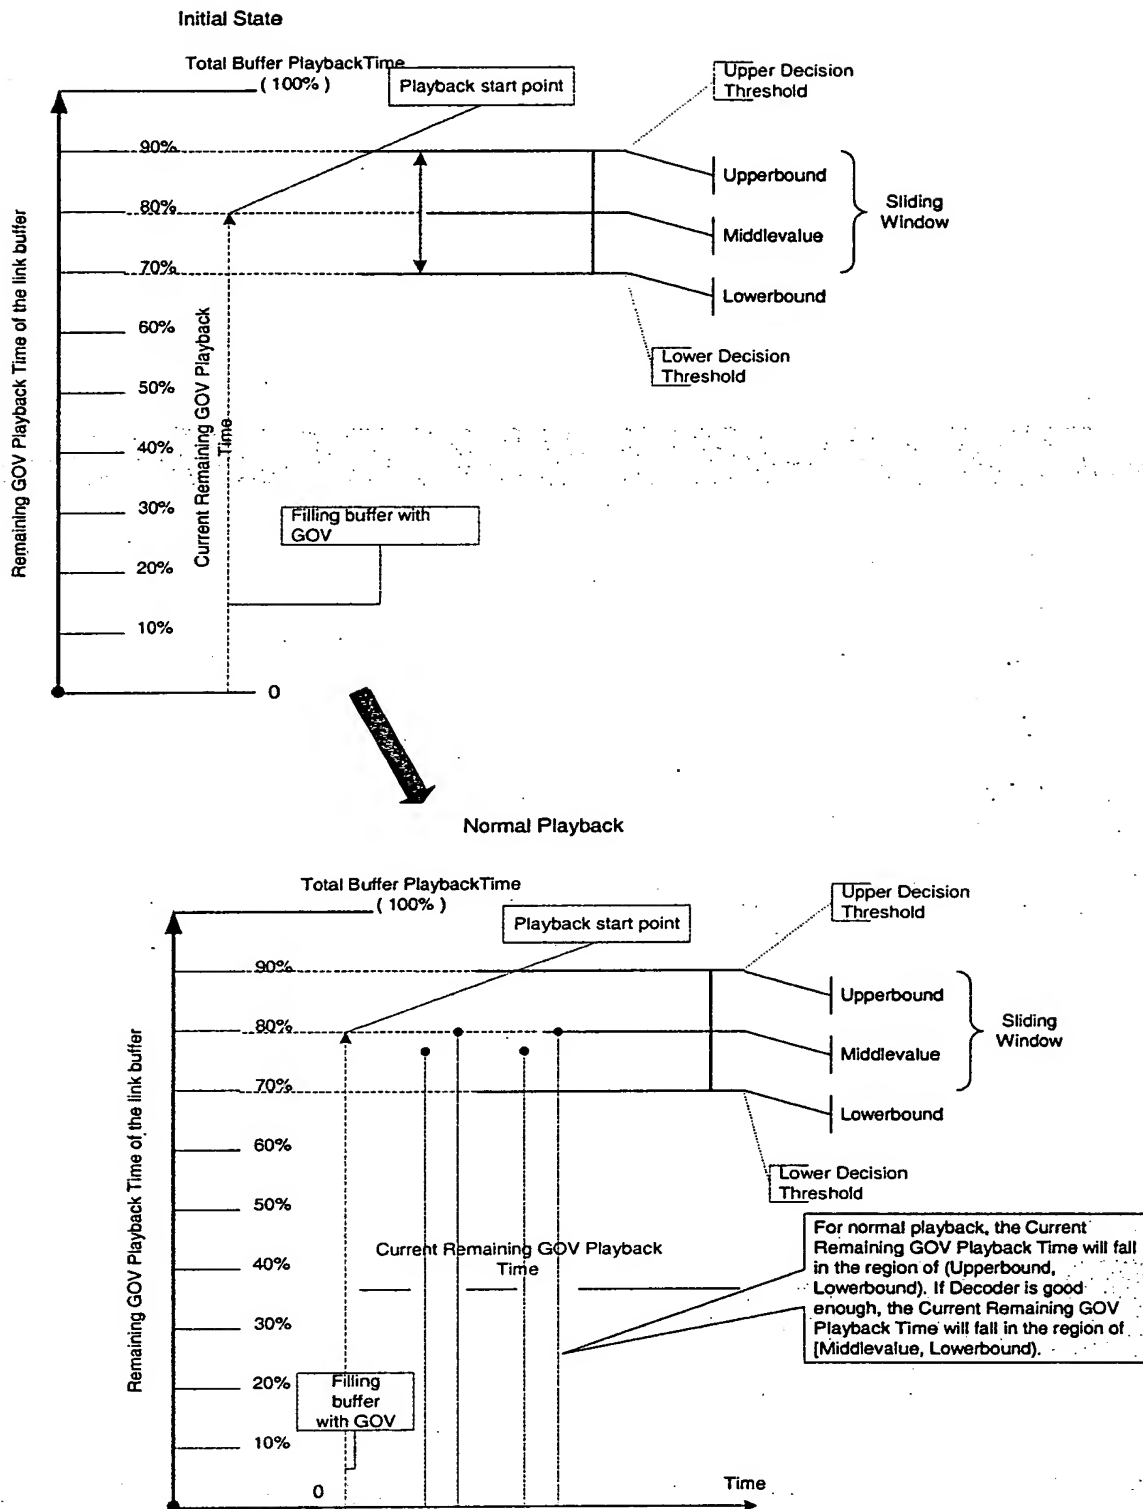 Initial State
Total Buffer PlaybackTime
( 100% )
Playback start point
Upper Decision
Threshold
90%
Upperbound
80%
Sliding
Window
Middlevalue
70%
Lowerbound
60%
Lower Decision
Threshold
50%
40%
30%
20%
10%
0
Remaining GOV Playback Time of the link buffer
Current Remaining GOV Playback
Time
Filling buffer with
GOV
Normal Playback
Total Buffer PlaybackTime
( 100% )
Playback start point
Upper Decision
Threshold
90%
Upperbound
80%
Sliding
Window
Middlevalue
70%
Lowerbound
60%
Lower Decision
Threshold
50%
40%
30%
20%
10%
0
Remaining GOV Playback Time of the link buffer
Current Remaining GOV Playback
Time
For normal playback, the Current
Remaining GOV Playback Time will fall
in the region of (Upperbound,
Lowerbound). If Decoder is good
enough, the Current Remaining GOV
Playback Time will fall in the region of
[Middlevalue, Lowerbound).
Filling
buffer
with GOV
Time